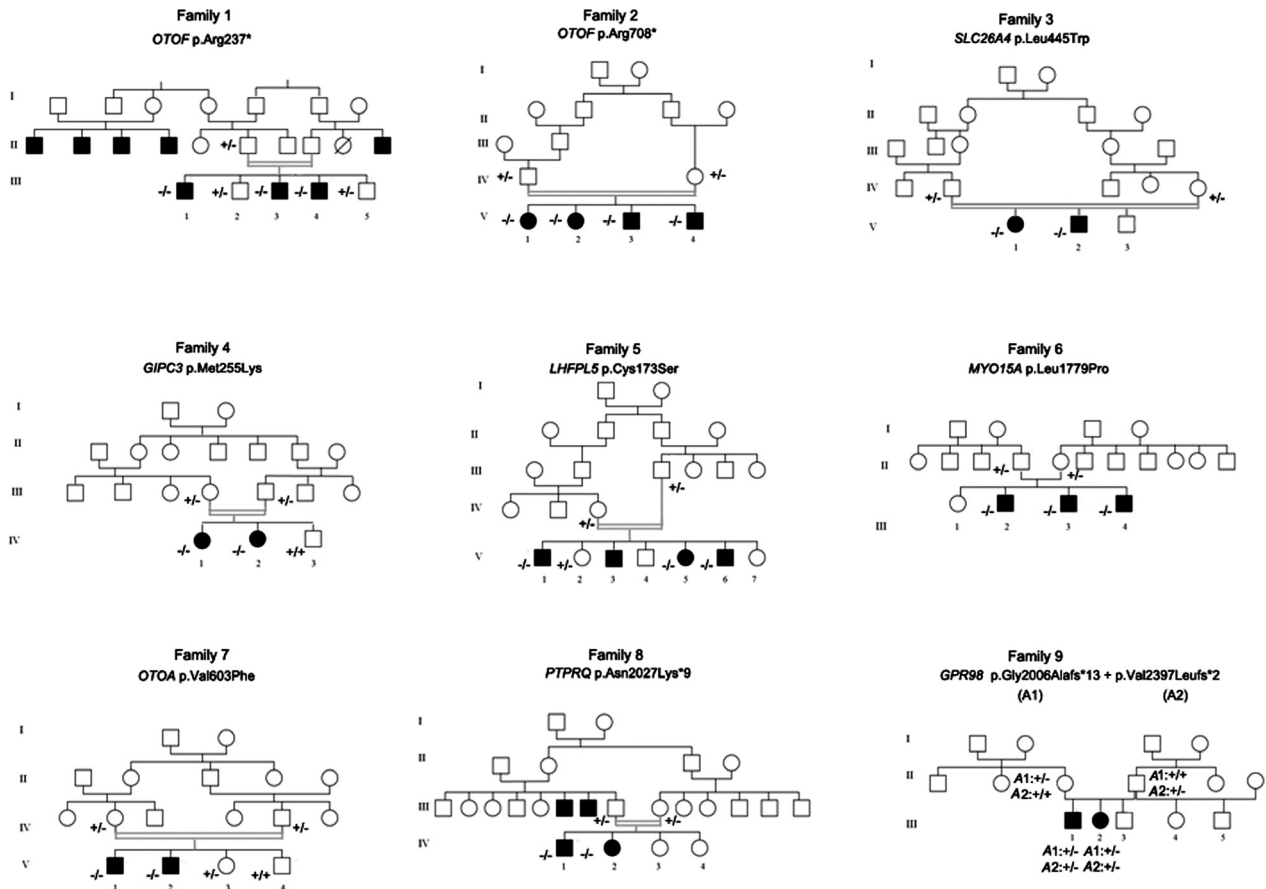 Family 1
OTOF p.Arg237*
I
II
+/-
III
-/- +/- -/- -/- +/-
1 2 3 4 5
Family 2
OTOF p.Arg708*
I
II
III
+/- IV +/-
V
-/- -/- -/- -/-
1 2 3 4
Family 3
SLC26A4 p.Leu445Trp
I
II
III
IV
+/- +/-
V
-/- -/-
1 2 3
Family 4
GIPC3 p.Met255Lys
I
II
III
+/- +/-
IV
-/- -/- +/+
1 2 3
Family 5
LHFPL5 p.Cys173Ser
I
II
III
+/-
IV
+/-
V
-/- +/- -/- -/-
1 2 3 4 5 6 7
Family 6
MYO15A p.Leu1779Pro
I
II
+/- +/-
-/- -/- -/-
1 2 3 4
III
Family 7
OTOA p.Val603Phe
I
II
IV
+/- +/-
V
-/- -/- +/- +/+
1 2 3 4
Family 8
PTPRQ p.Asn2027Lys*9
I
II
III
+/- +/-
IV
-/- -/-
1 2 3 4
Family 9
GPR98 p.Gly2006Alafs*13 + p.Val2397Leufs*2
(A1) (A2)
I
II
A1:+/- A1:+/+
A2:+/+ A2:+/-
III
1 2 3 4 5
A1:+/- A1:+/-
A2:+/- A2:+/-